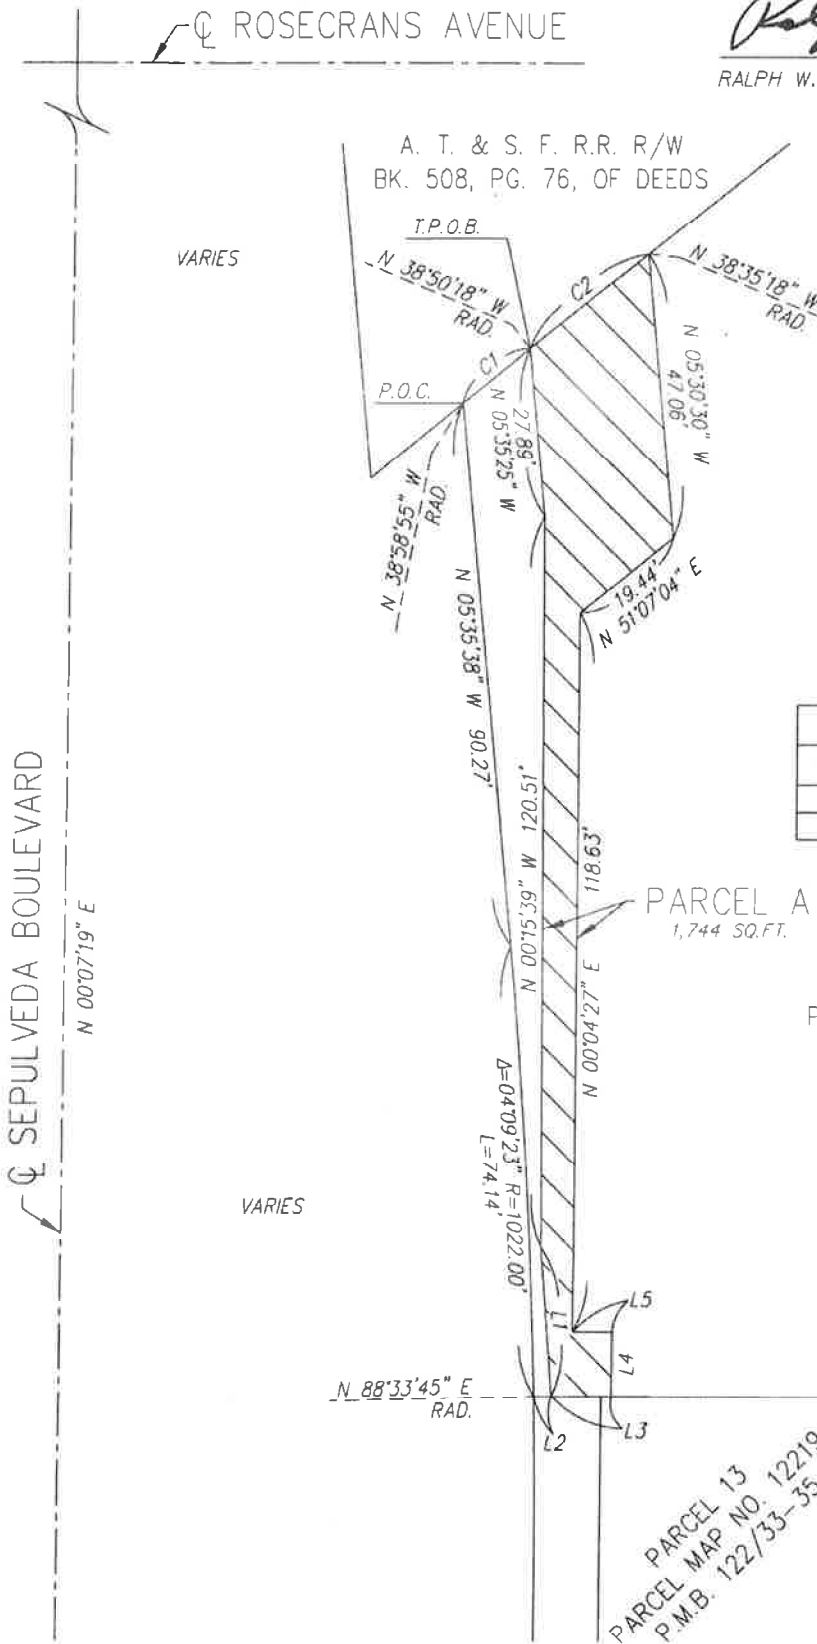 ℄ ROSECRANS AVENUE
RALPH W.
A. T. & S. F. R.R. R/W
BK. 508, PG. 76, OF DEEDS
VARIES
T.P.O.B.
N 38°50'18" W
RAD.
C2
N 38°35'18" W
RAD.
C1
P.O.C.
27.89'
N 05°35'25" W
N 05°30'30" W
47.06'
N 38°58'55" W
RAD.
19.44'
N 51°07'04" E
N 05°35'38" W 90.27'
N 00°15'39" W 120.51'
118.63'
N 00°04'27" E
PARCEL A
1,744 SQ.FT.
P
℄ SEPULVEDA BOULEVARD
N 00°07'19" E
Δ=04°09'23" R=1022.00'
L=74.14'
VARIES
L1
L5
L4
N 88°33'45" E
RAD.
L2
L3
PARCEL 13
PARCEL MAP NO. 12219
P.M.B. 122/33-35